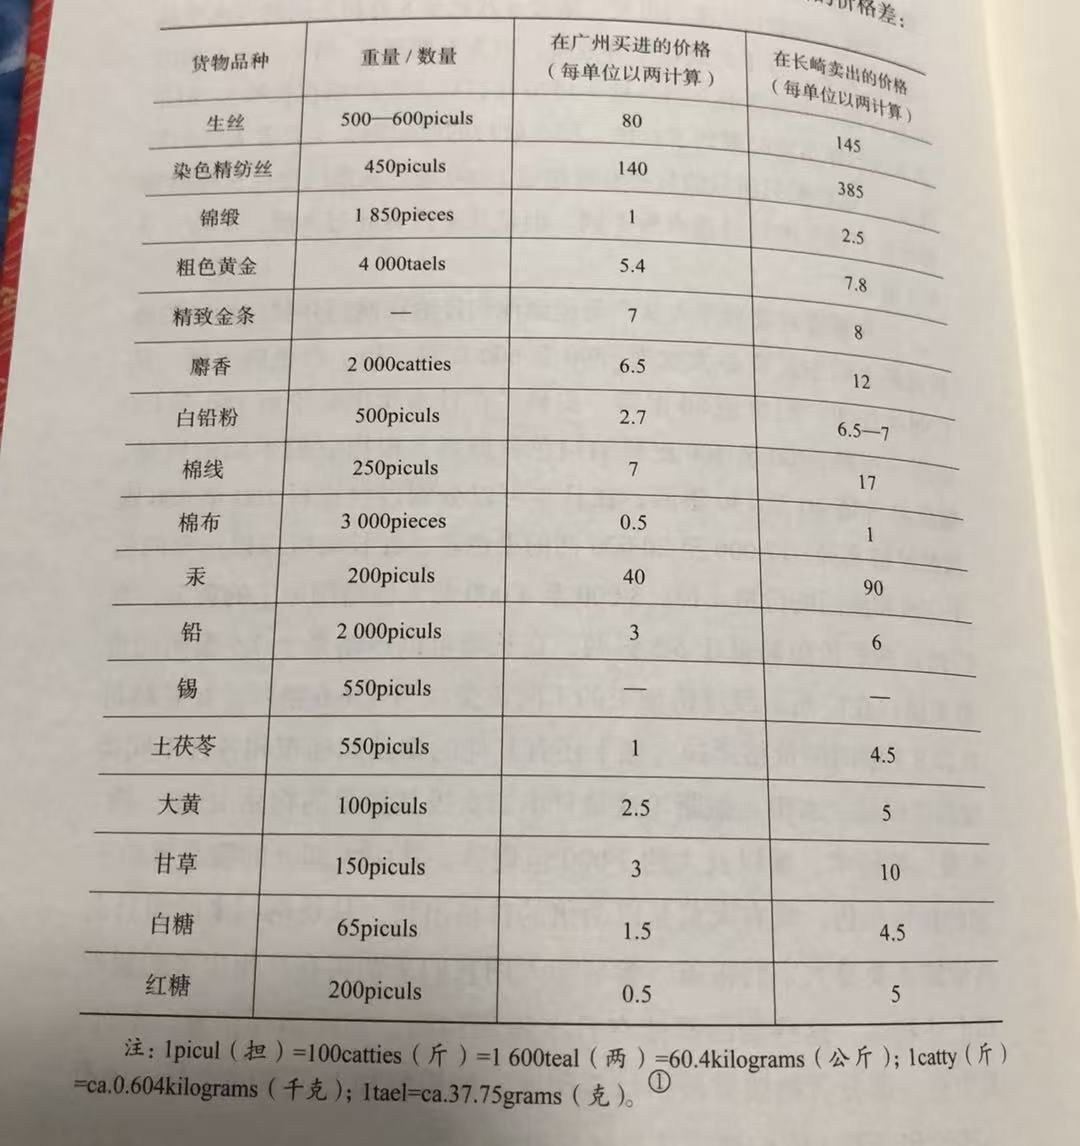 的价格差：
货物品种 重量/数量 在广州买进的价格（每单位以两计算） 在长崎卖出的价格（每单位以两计算）
生丝 500—600piculs 80 145
染色精纺丝 450piculs 140 385
锦缎 1 850pieces 1 2.5
粗色黄金 4 000taels 5.4 7.8
精致金条 — 7 8
麝香 2 000catties 6.5 12
白铅粉 500piculs 2.7 6.5—7
棉线 250piculs 7 17
棉布 3 000pieces 0.5 1
汞 200piculs 40 90
铅 2 000piculs 3 6
锡 550piculs — —
土茯苓 550piculs 1 4.5
大黄 100piculs 2.5 5
甘草 150piculs 3 10
白糖 65piculs 1.5 4.5
红糖 200piculs 0.5 5
注：1picul（担）=100catties（斤）=1 600teal（两）=60.4kilograms（公斤）；1catty（斤）
=ca.0.604kilograms（千克）；1tael=ca.37.75grams（克）。①